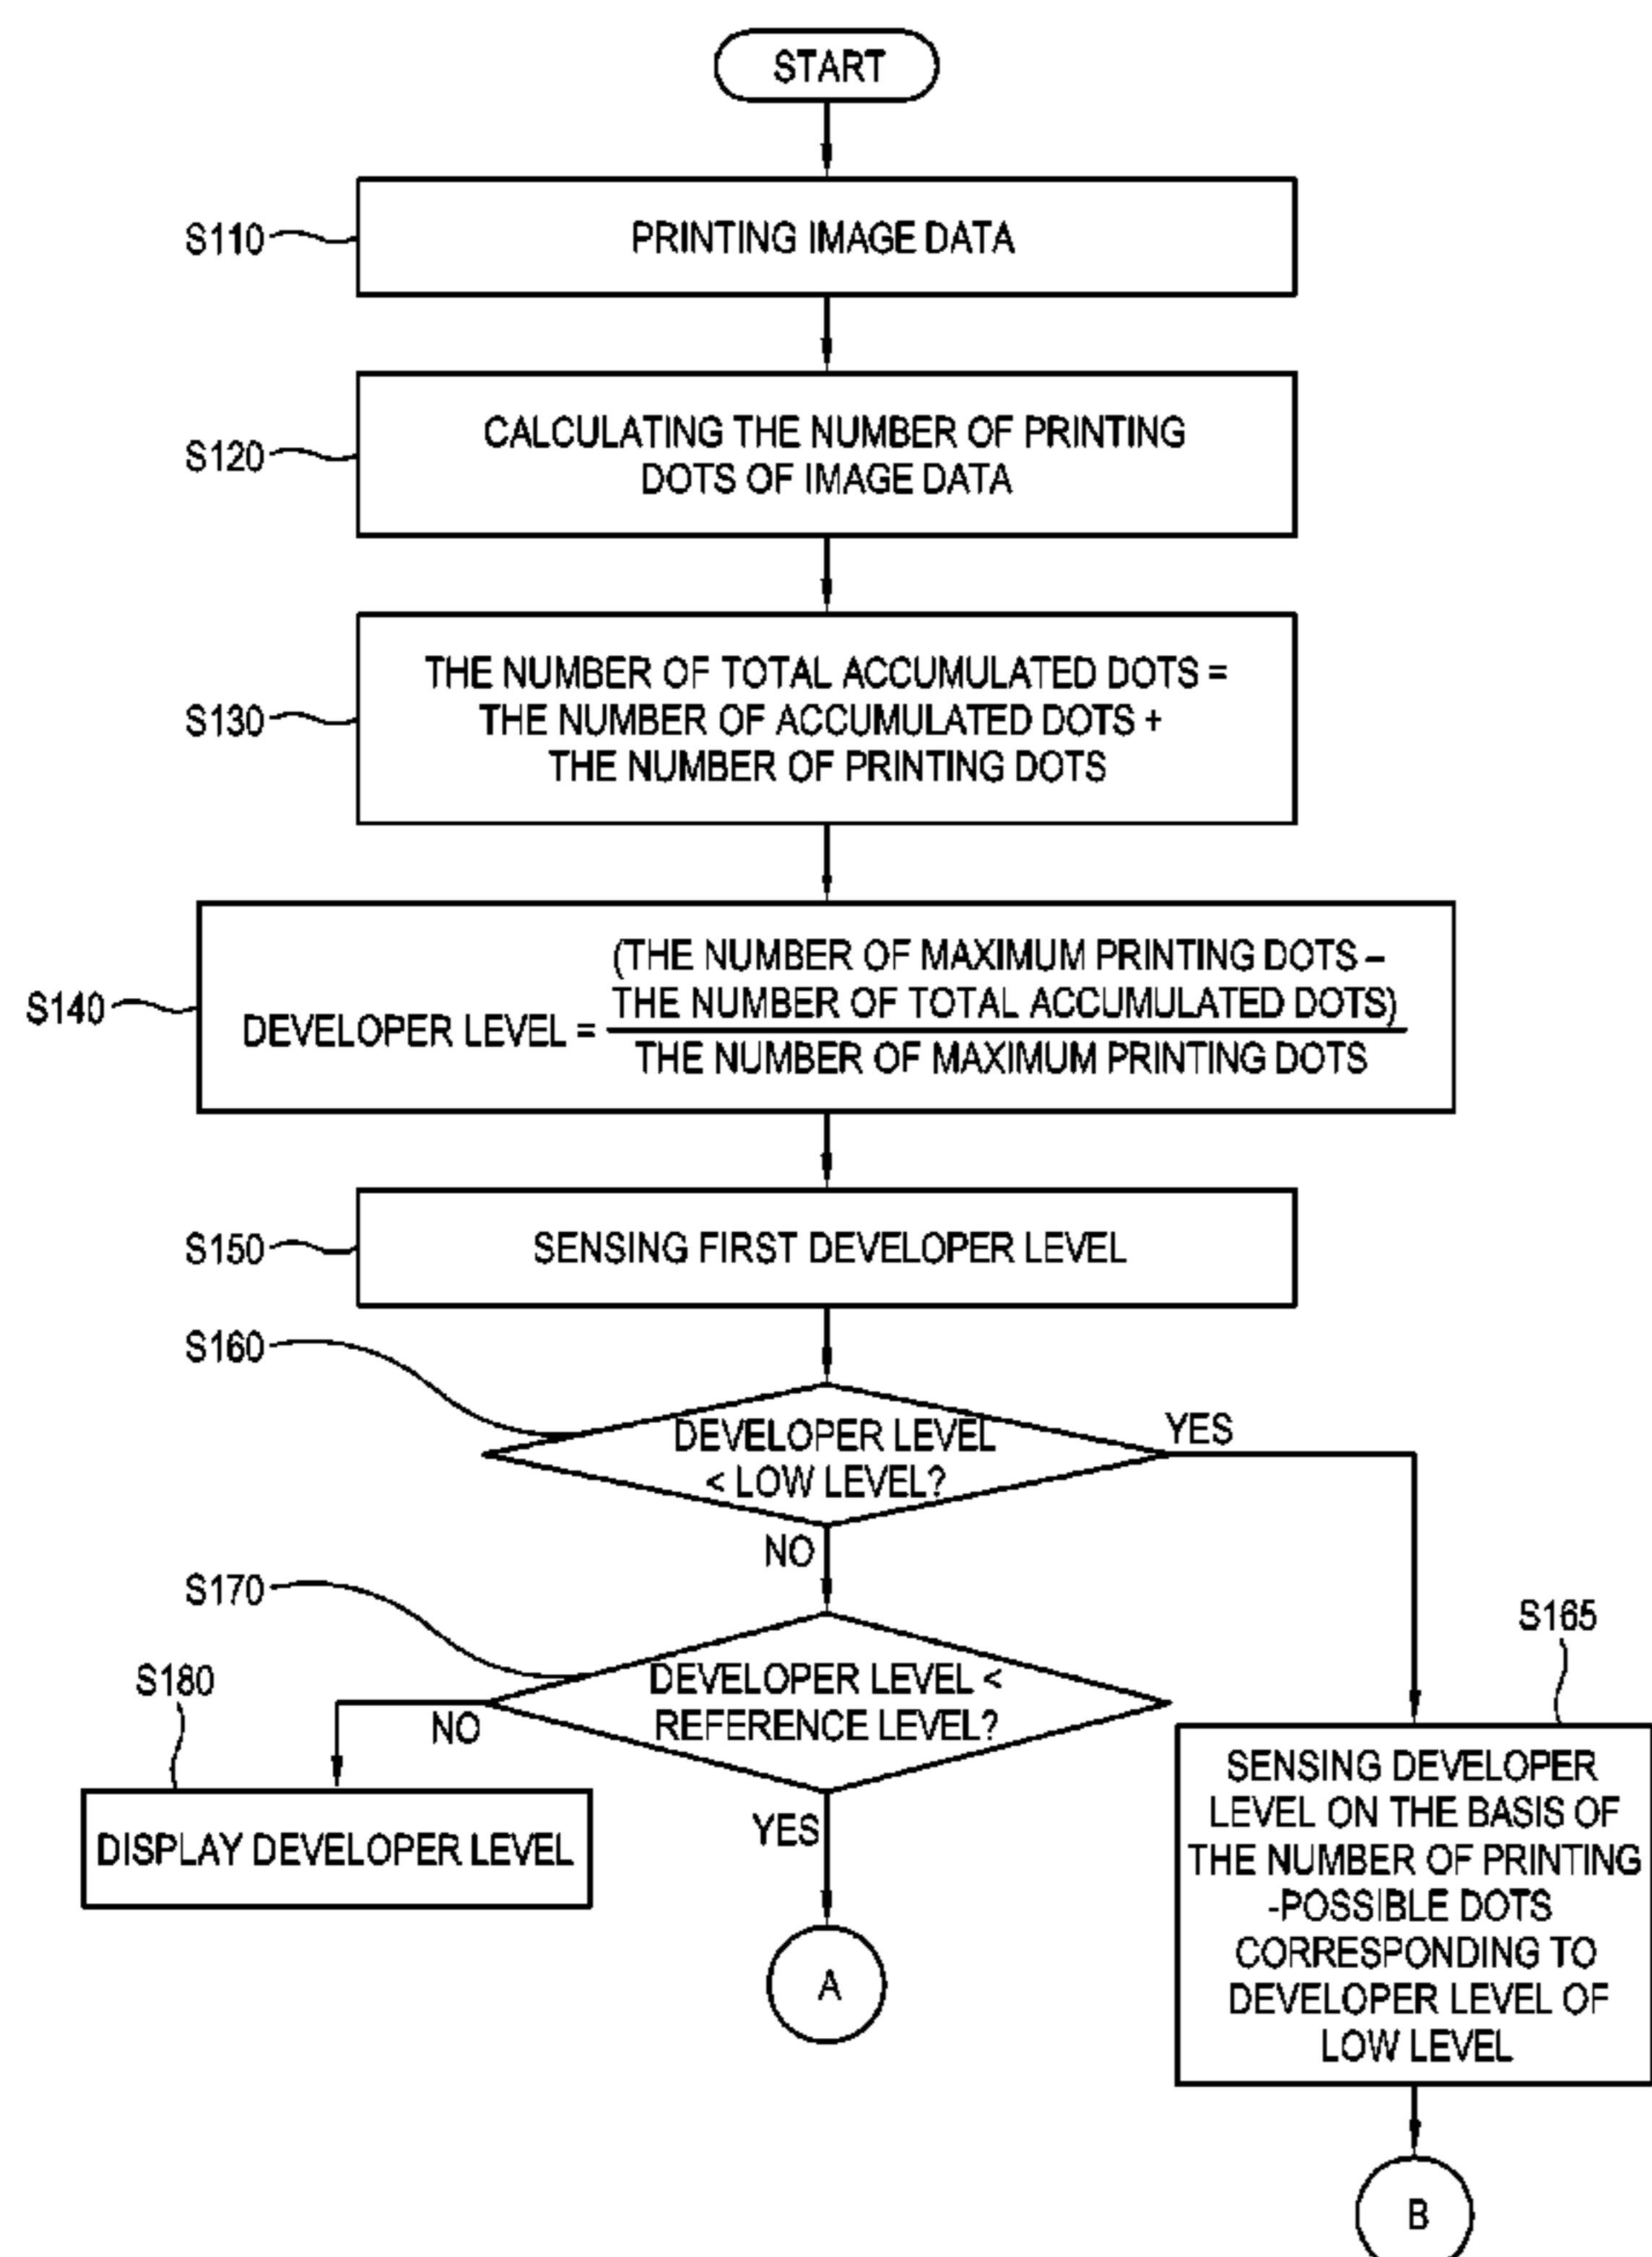 START
S110
PRINTING IMAGE DATA
S120
CALCULATING THE NUMBER OF PRINTING
DOTS OF IMAGE DATA
S130
THE NUMBER OF TOTAL ACCUMULATED DOTS =
THE NUMBER OF ACCUMULATED DOTS +
THE NUMBER OF PRINTING DOTS
S140
(THE NUMBER OF MAXIMUM PRINTING DOTS –
THE NUMBER OF TOTAL ACCUMULATED DOTS)
DEVELOPER LEVEL =
THE NUMBER OF MAXIMUM PRINTING DOTS
S150
SENSING FIRST DEVELOPER LEVEL
S160
DEVELOPER LEVEL
< LOW LEVEL?
YES
NO
S170
DEVELOPER LEVEL <
REFERENCE LEVEL?
NO
YES
S180
DISPLAY DEVELOPER LEVEL
A
S165
SENSING DEVELOPER
LEVEL ON THE BASIS OF
THE NUMBER OF PRINTING
-POSSIBLE DOTS
CORRESPONDING TO
DEVELOPER LEVEL OF
LOW LEVEL
B